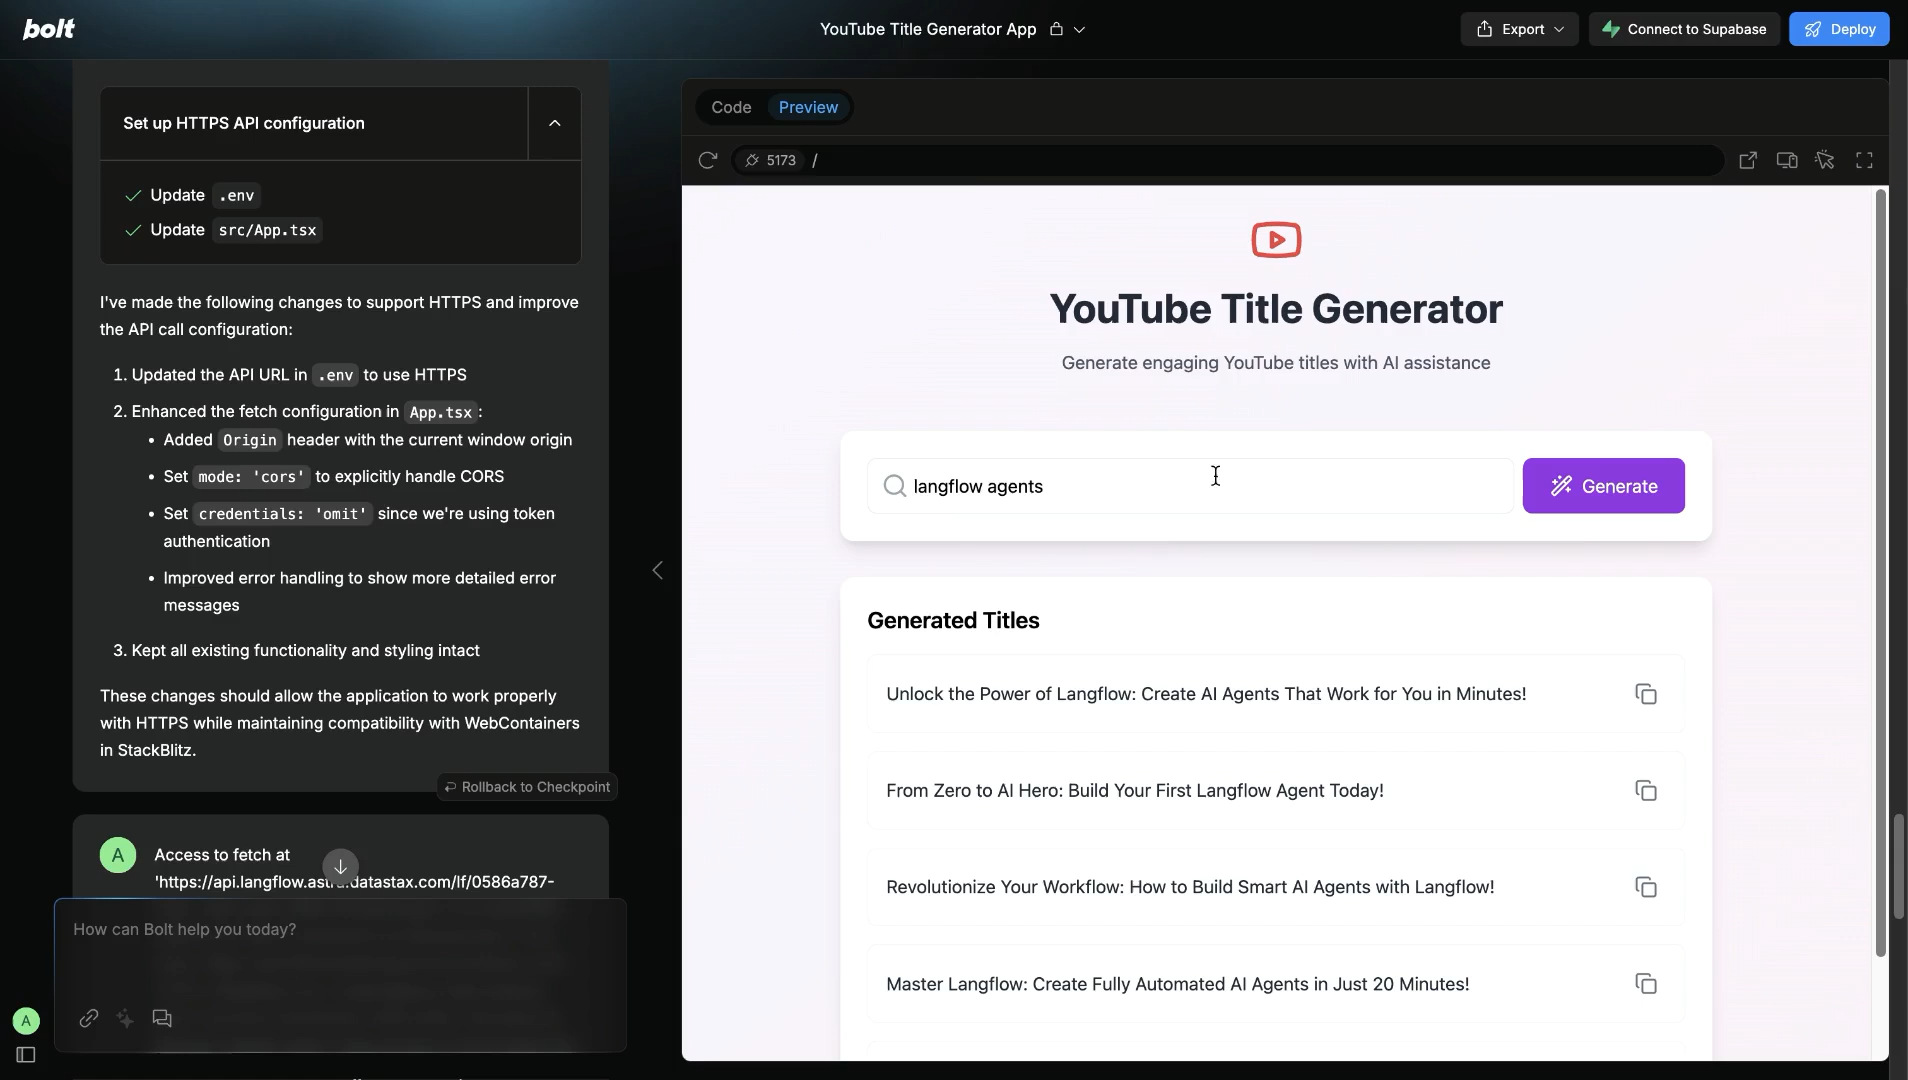 bolt
YouTube Title Generator App
Export
Connect to Supabase
Deploy
Set up HTTPS API configuration
Update .env
Update src/App.tsx
I've made the following changes to support HTTPS and improve
the API call configuration:
1. Updated the API URL in .env to use HTTPS
2. Enhanced the fetch configuration in App.tsx:
• Added Origin header with the current window origin
• Set mode: 'cors' to explicitly handle CORS
• Set credentials: 'omit' since we're using token
authentication
• Improved error handling to show more detailed error
messages
3. Kept all existing functionality and styling intact
These changes should allow the application to work properly
with HTTPS while maintaining compatibility with WebContainers
in StackBlitz.
Rollback to Checkpoint
A
Access to fetch at
'https://api.langflow.astra.datastax.com/lf/0586a787-
How can Bolt help you today?
A
Code
Preview
5173 /
YouTube Title Generator
Generate engaging YouTube titles with AI assistance
langflow agents
Generate
Generated Titles
Unlock the Power of Langflow: Create AI Agents That Work for You in Minutes!
From Zero to AI Hero: Build Your First Langflow Agent Today!
Revolutionize Your Workflow: How to Build Smart AI Agents with Langflow!
Master Langflow: Create Fully Automated AI Agents in Just 20 Minutes!